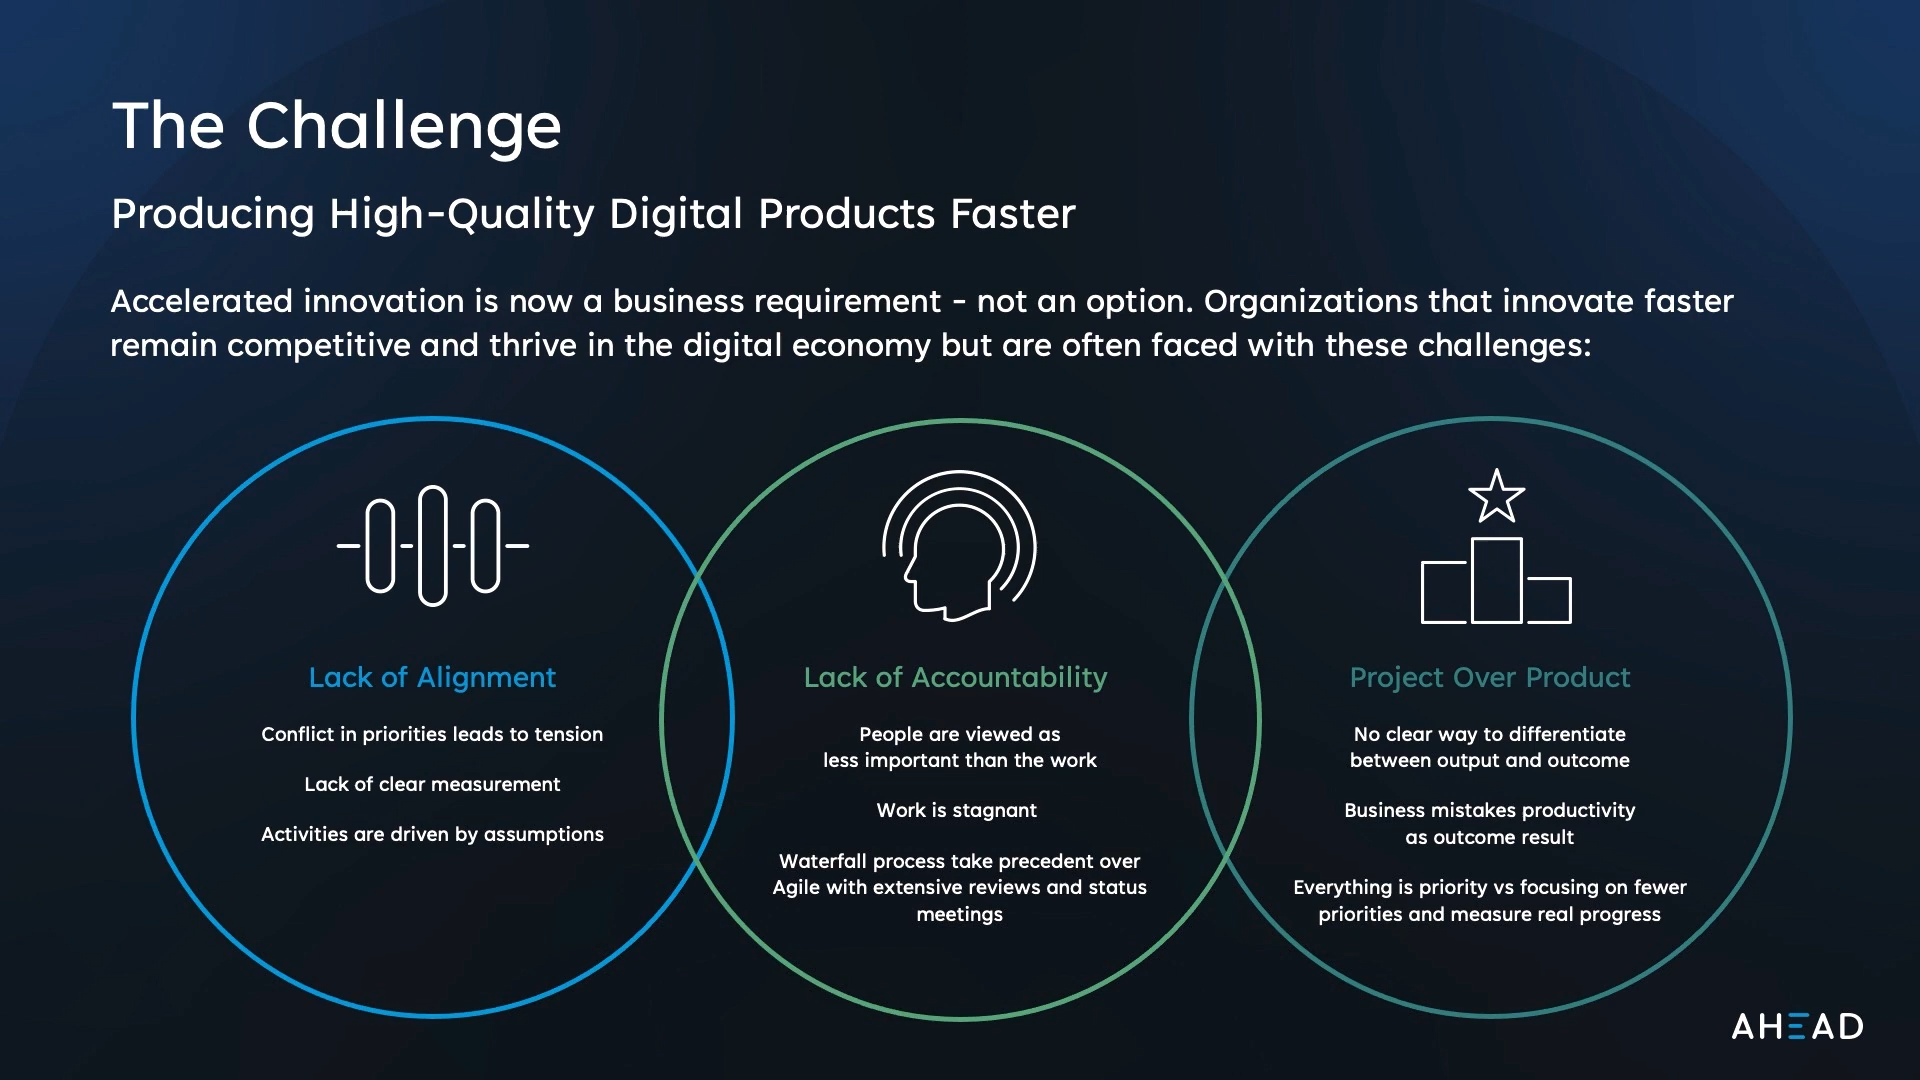 The Challenge
Producing High-Quality Digital Products Faster
Accelerated innovation is now a business requirement - not an option. Organizations that innovate faster
remain competitive and thrive in the digital economy but are often faced with these challenges:
Lack of Alignment
Conflict in priorities leads to tension
Lack of clear measurement
Activities are driven by assumptions
Lack of Accountability
People are viewed as
less important than the work
Work is stagnant
Waterfall process take precedent over
Agile with extensive reviews and status
meetings
Project Over Product
No clear way to differentiate
between output and outcome
Business mistakes productivity
as outcome result
Everything is priority vs focusing on fewer
priorities and measure real progress
AHEAD